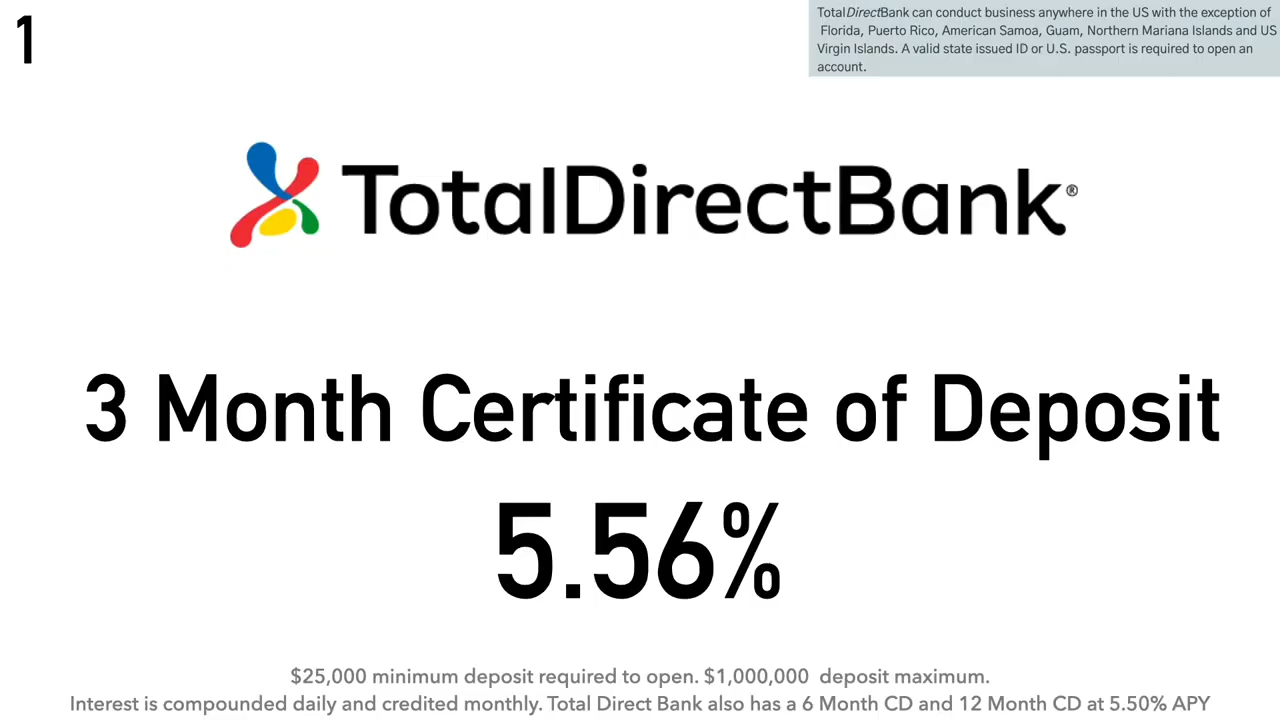 1
TotalDirectBank can conduct business anywhere in the US with the exception of
Florida, Puerto Rico, American Samoa, Guam, Northern Mariana Islands and US
Virgin Islands. A valid state issued ID or U.S. passport is required to open an
account.
TotalDirectBank®
3 Month Certificate of Deposit
5.56%
$25,000 minimum deposit required to open. $1,000,000 deposit maximum.
Interest is compounded daily and credited monthly. Total Direct Bank also has a 6 Month CD and 12 Month CD at 5.50% APY